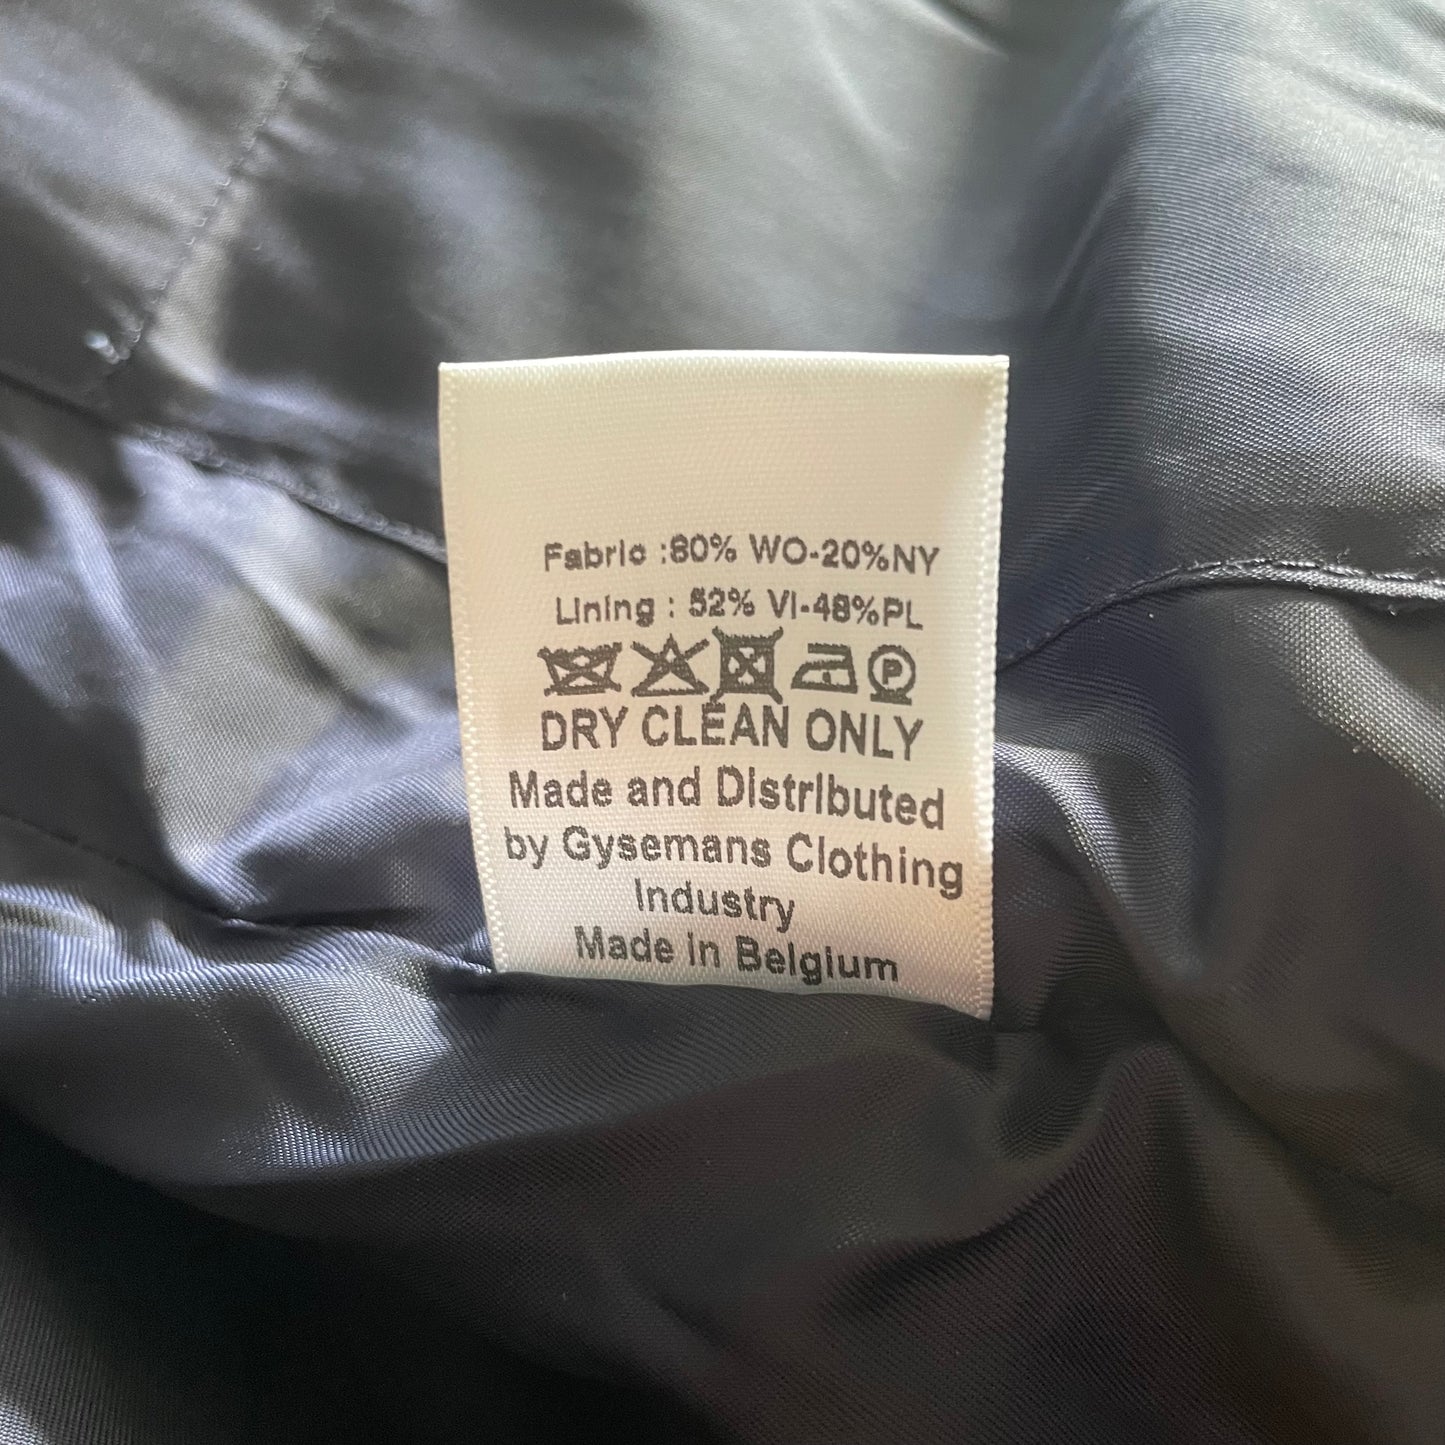 Fabric :80% WO-20%NY
Lining : 52% VI-48%PL
P
DRY CLEAN ONLY
Made and Distributed
by Gysemans Clothing
Industry
Made in Belgium